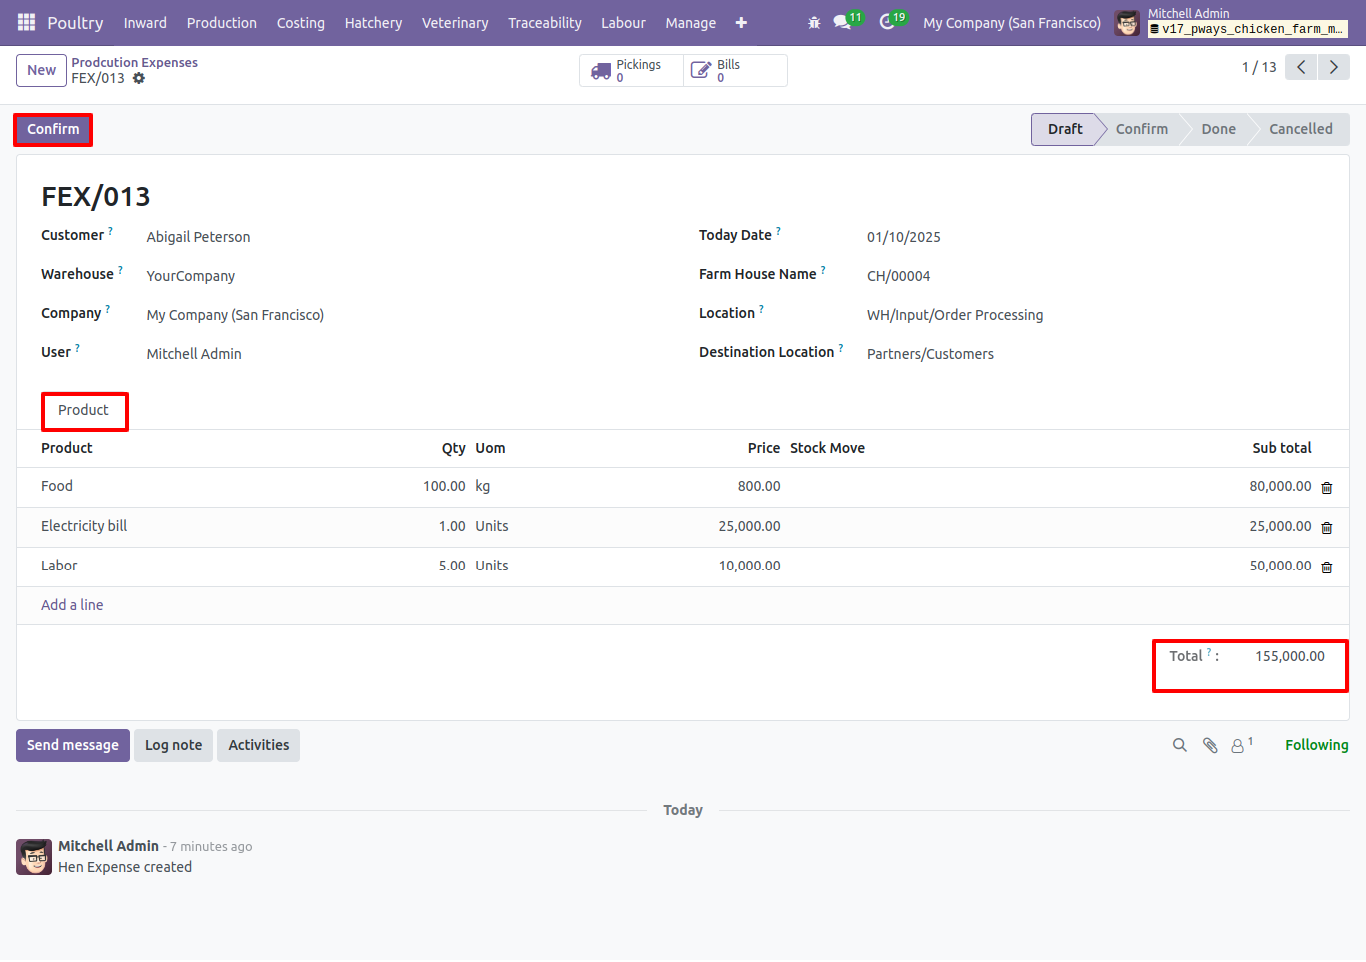 Poultry Inward Production Costing Hatchery Veterinary Traceability Labour Manage 11 19 My Company (San Francisco) Mitchell Admin
v17_pways_chicken_farm_m...
New Prodcution Expenses
FEX/013
Pickings
0
Bills
0
1 / 13
Confirm
Draft Confirm Done Cancelled
FEX/013
Customer ? Abigail Peterson Today Date ? 01/10/2025
Warehouse ? YourCompany Farm House Name ? CH/00004
Company ? My Company (San Francisco) Location ? WH/Input/Order Processing
User ? Mitchell Admin Destination Location ? Partners/Customers
Product
Product Qty Uom Price Stock Move Sub total
Food 100.00 kg 800.00 80,000.00
Electricity bill 1.00 Units 25,000.00 25,000.00
Labor 5.00 Units 10,000.00 50,000.00
Add a line
Total ? : 155,000.00
Send message Log note Activities 1 Following
Today
Mitchell Admin - 7 minutes ago
Hen Expense created